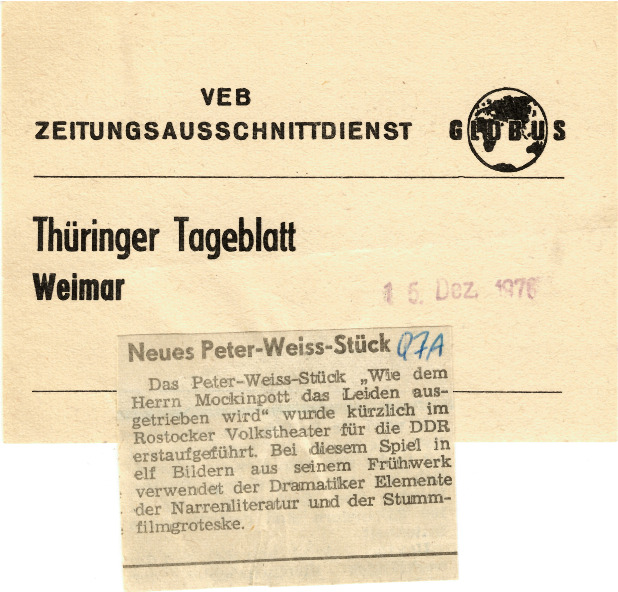 VEB
ZEITUNGSAUSSCHNITTDIENST GLOBUS
Thüringer Tageblatt
Weimar
15. Dez. 1976
Neues Peter-Weiss-Stück Q7A
Das Peter-Weiss-Stück „Wie dem
Herrn Mockinpott das Leiden aus-
getrieben wird“ wurde kürzlich im
Rostocker Volkstheater für die DDR
erstaufgeführt. Bei diesem Spiel in
elf Bildern aus seinem Frühwerk
verwendet der Dramatiker Elemente
der Narrenliteratur und der Stumm-
filmgroteske.